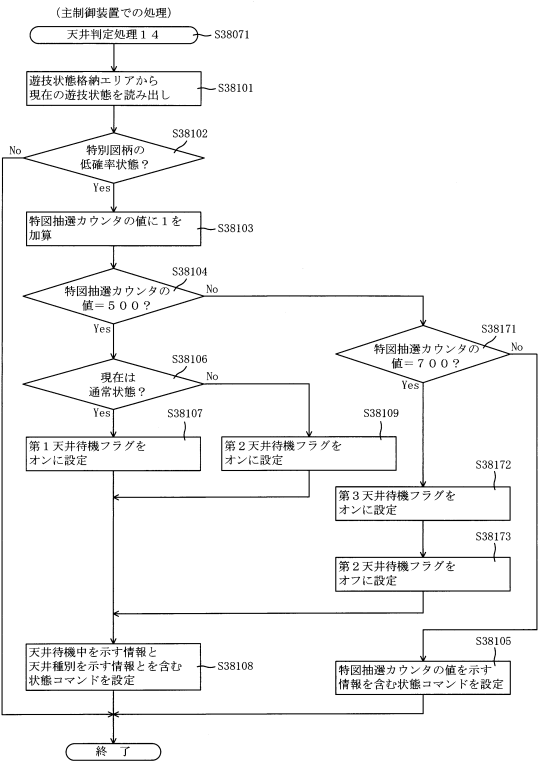 (主制御装置での処理)
天井判定処理１４
S38071
遊技状態格納エリアから
現在の遊技状態を読み出し
S38101
S38102
No
特別図柄の
低確率状態？
Yes
特図抽選カウンタの値に１を
加算
S38103
S38104
特図抽選カウンタの
値＝５００？
No
Yes
S38171
特図抽選カウンタの
値＝７００？
No
Yes
S38106
現在は
通常状態？
No
Yes
S38107
第１天井待機フラグを
オンに設定
S38109
第２天井待機フラグを
オンに設定
S38172
第３天井待機フラグを
オンに設定
S38173
第２天井待機フラグを
オフに設定
天井待機中を示す情報と
天井種別を示す情報とを含む
状態コマンドを設定
S38108
S38105
特図抽選カウンタの値を示す
情報を含む状態コマンドを設定
終　了